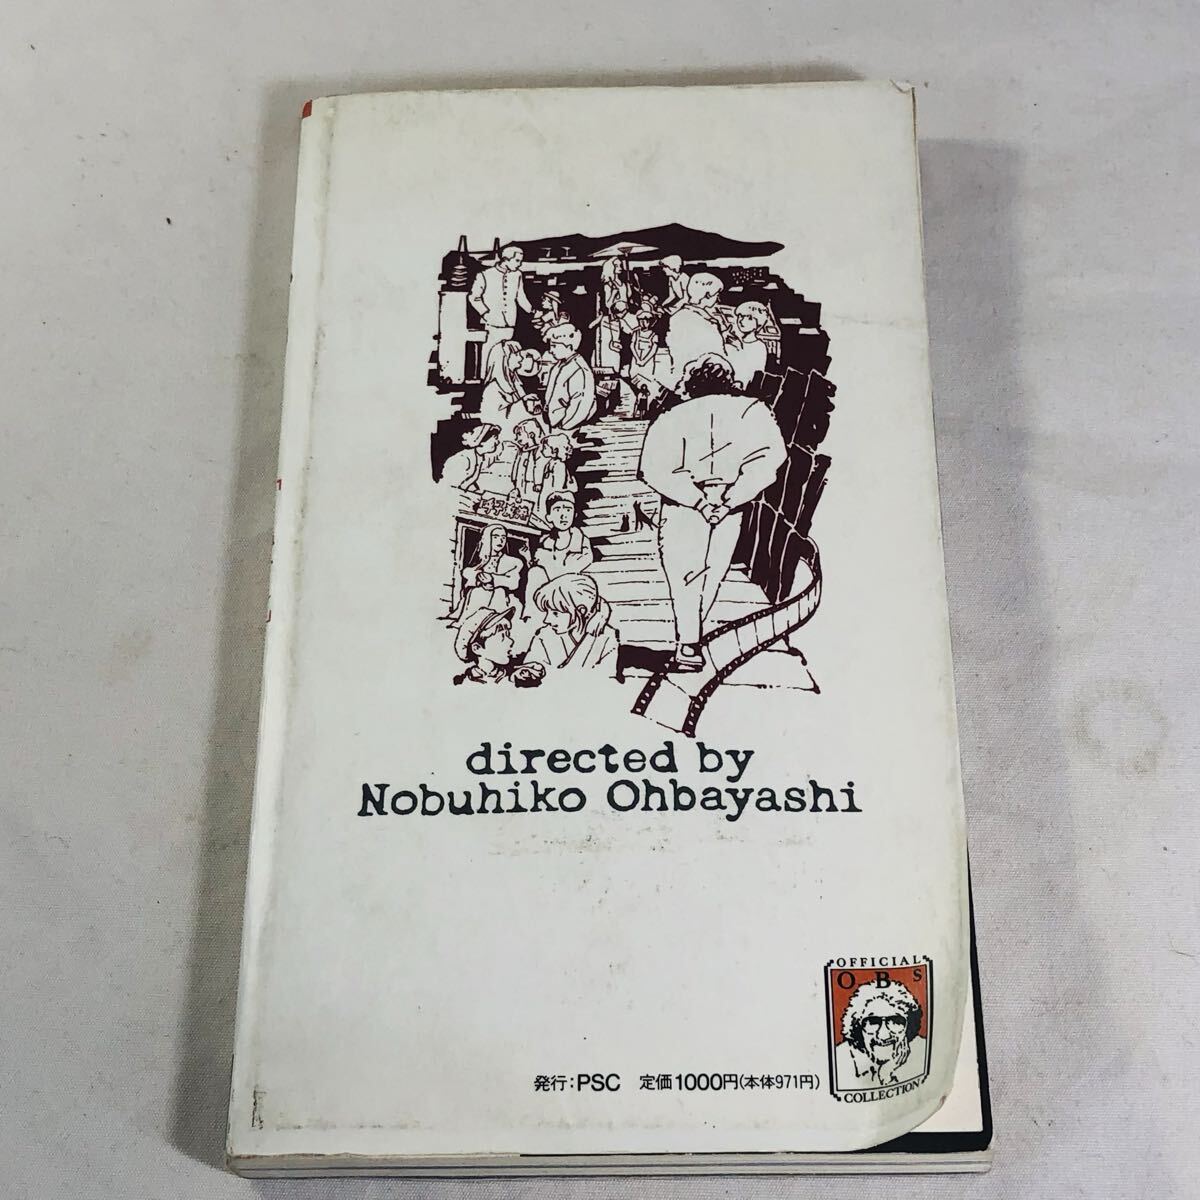 directed by
Nobuhiko Ohbayashi
OFFICIAL
OBs
COLLECTION
発行:PSC 定価1000円(本体971円)